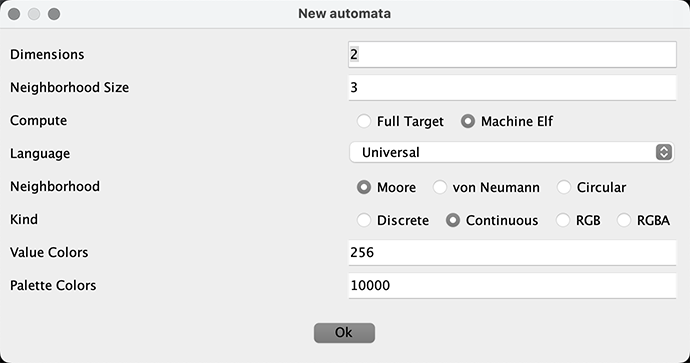 New automata
Dimensions 2
Neighborhood Size 3
Compute Full Target Machine Elf
Language Universal
Neighborhood Moore von Neumann Circular
Kind Discrete Continuous RGB RGBA
Value Colors 256
Palette Colors 10000
Ok